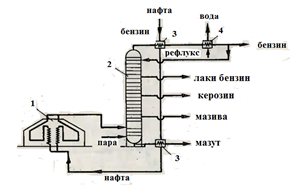 нафта
бензин
3
вода
4
бензин
рефлукс
2
лаки бензин
керозин
1
мазива
пара
3
мазут
нафта